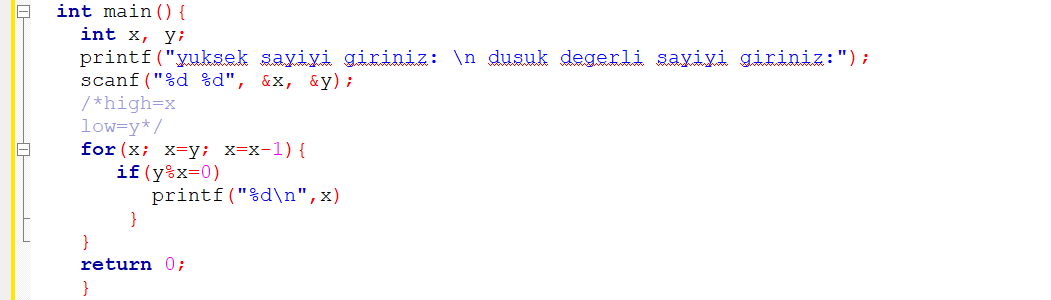 int main(){
int x, y;
printf("yuksek sayiyi giriniz: \n dusuk degerli sayiyi giriniz:");
scanf("%d %d", &x, &y);
/*high=x
low=y*/
for(x; x=y; x=x-1){
if(y%x=0)
printf("%d\n",x)
}
}
return 0;
}